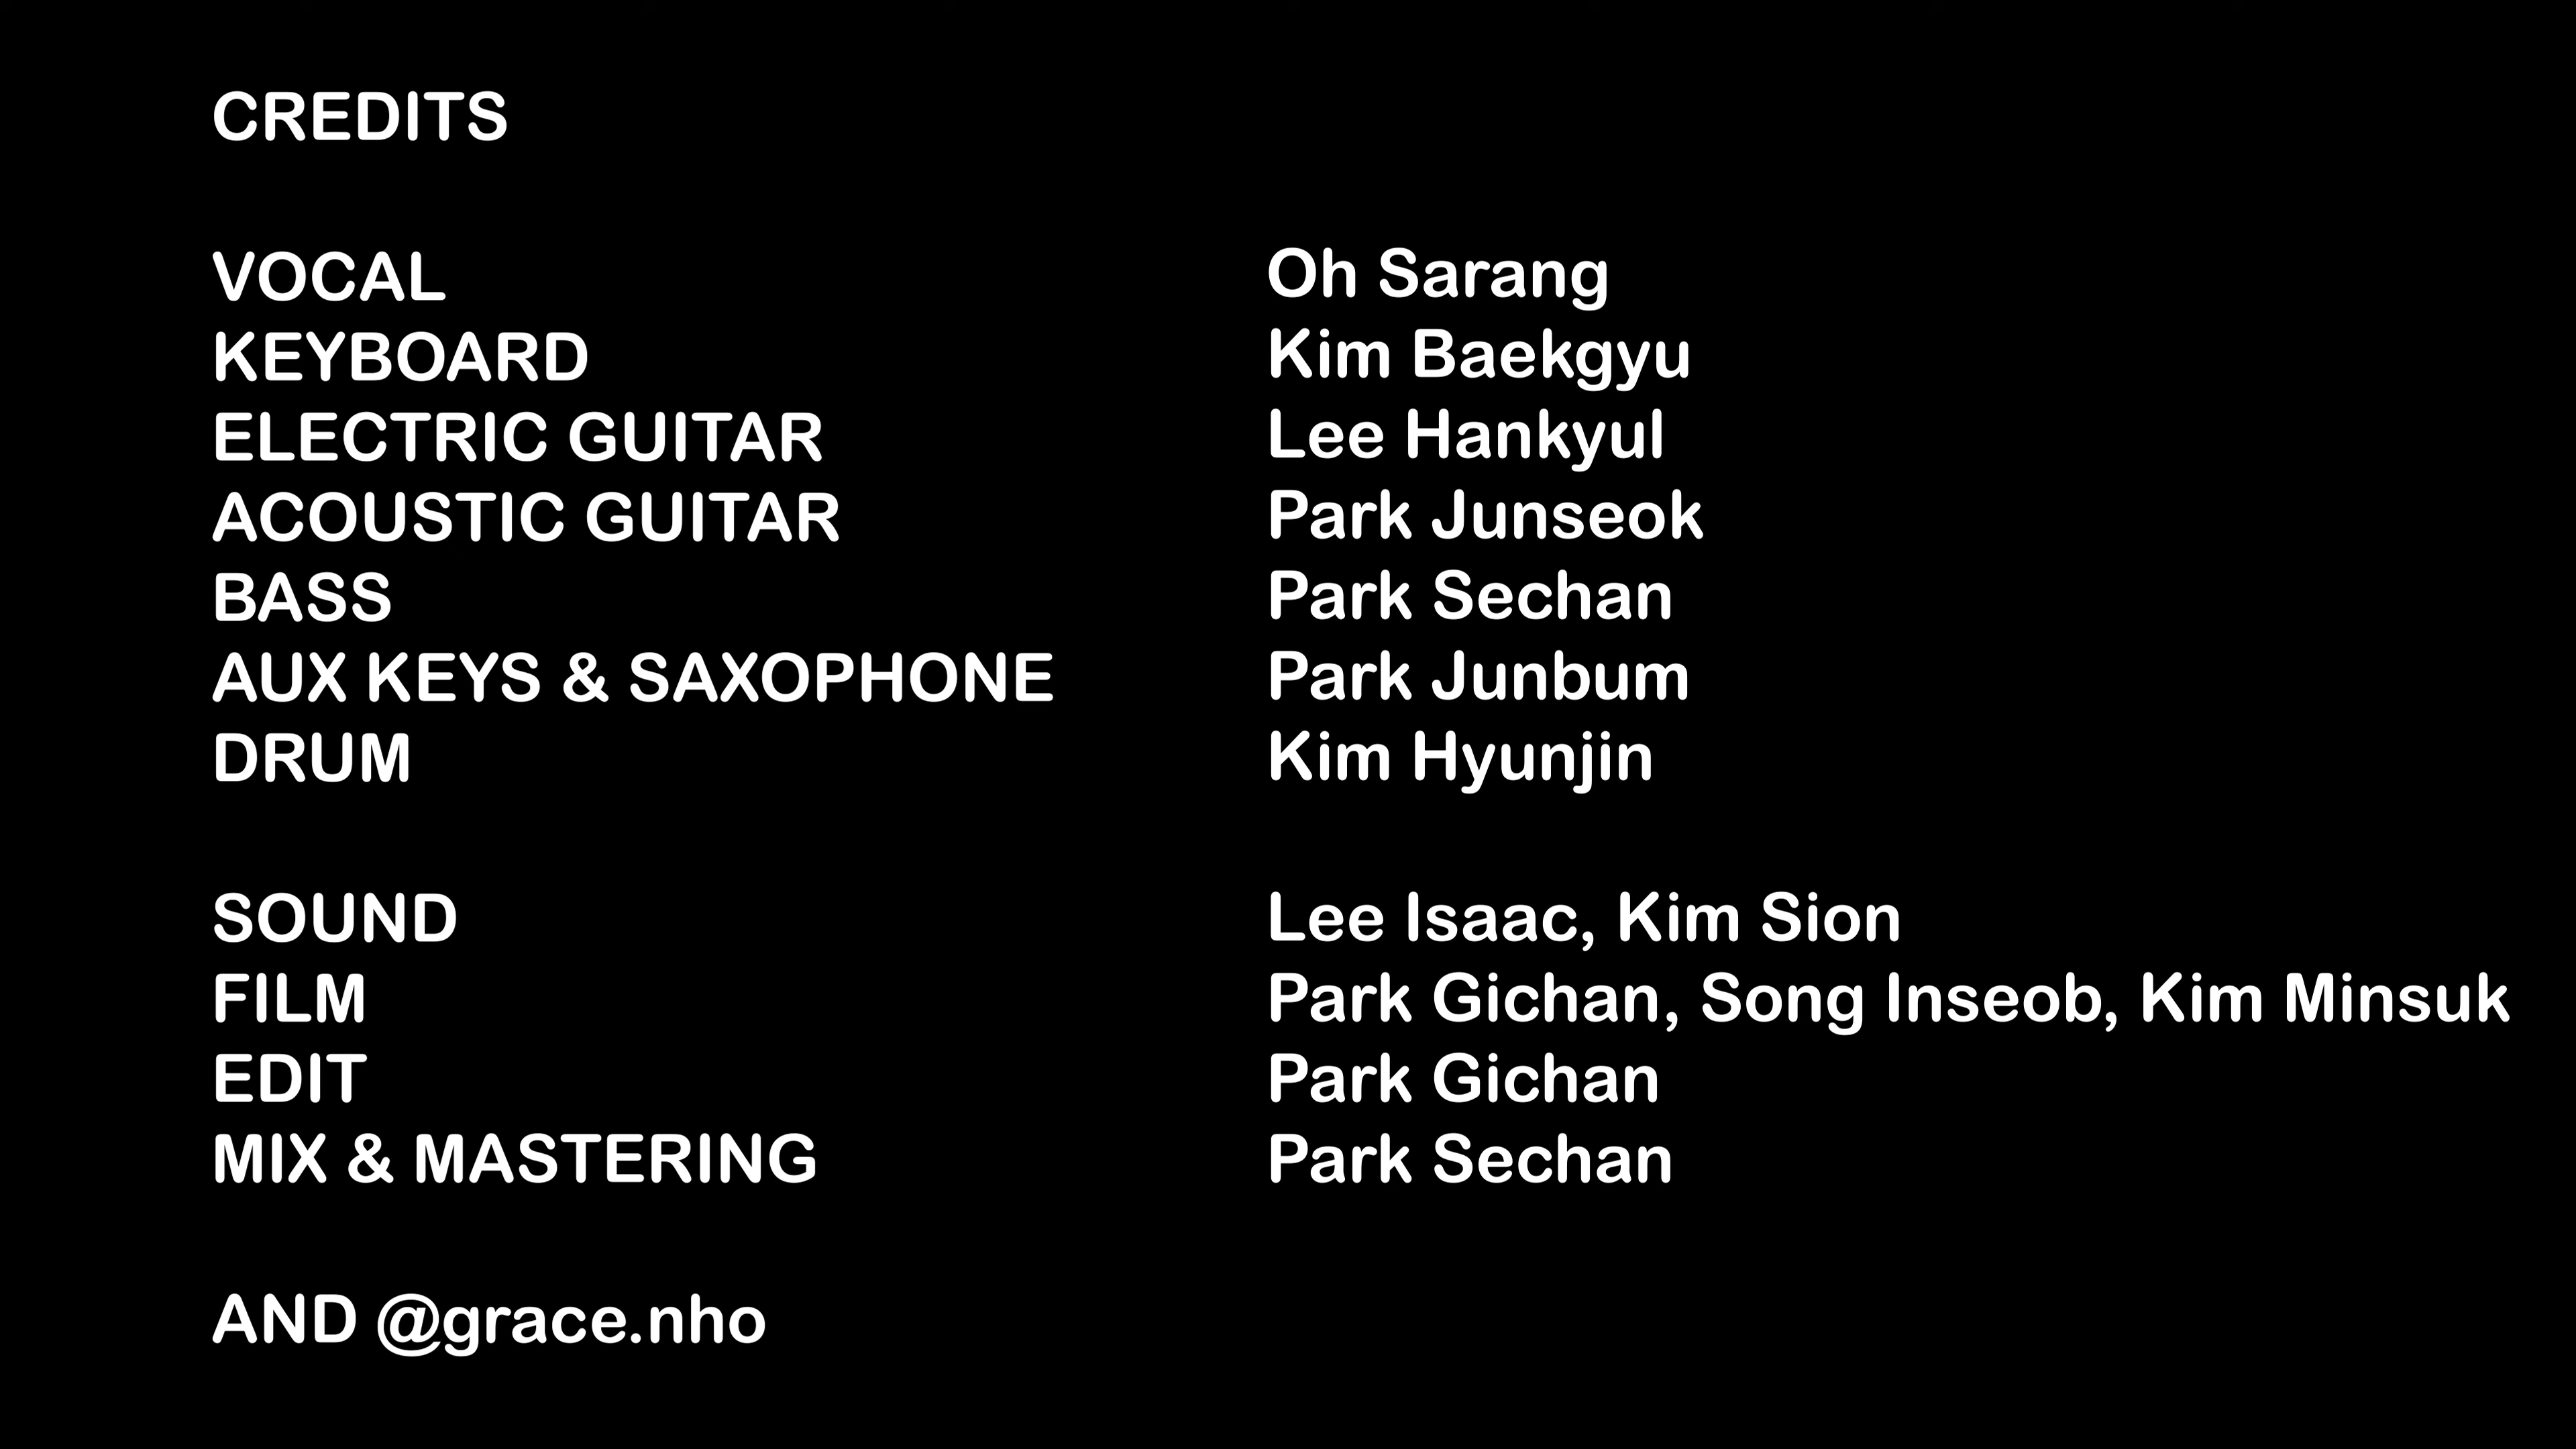 CREDITS
VOCAL Oh Sarang
KEYBOARD Kim Baekgyu
ELECTRIC GUITAR Lee Hankyul
ACOUSTIC GUITAR Park Junseok
BASS Park Sechan
AUX KEYS & SAXOPHONE Park Junbum
DRUM Kim Hyunjin
SOUND Lee Isaac, Kim Sion
FILM Park Gichan, Song Inseob, Kim Minsuk
EDIT Park Gichan
MIX & MASTERING Park Sechan
AND @grace.nho